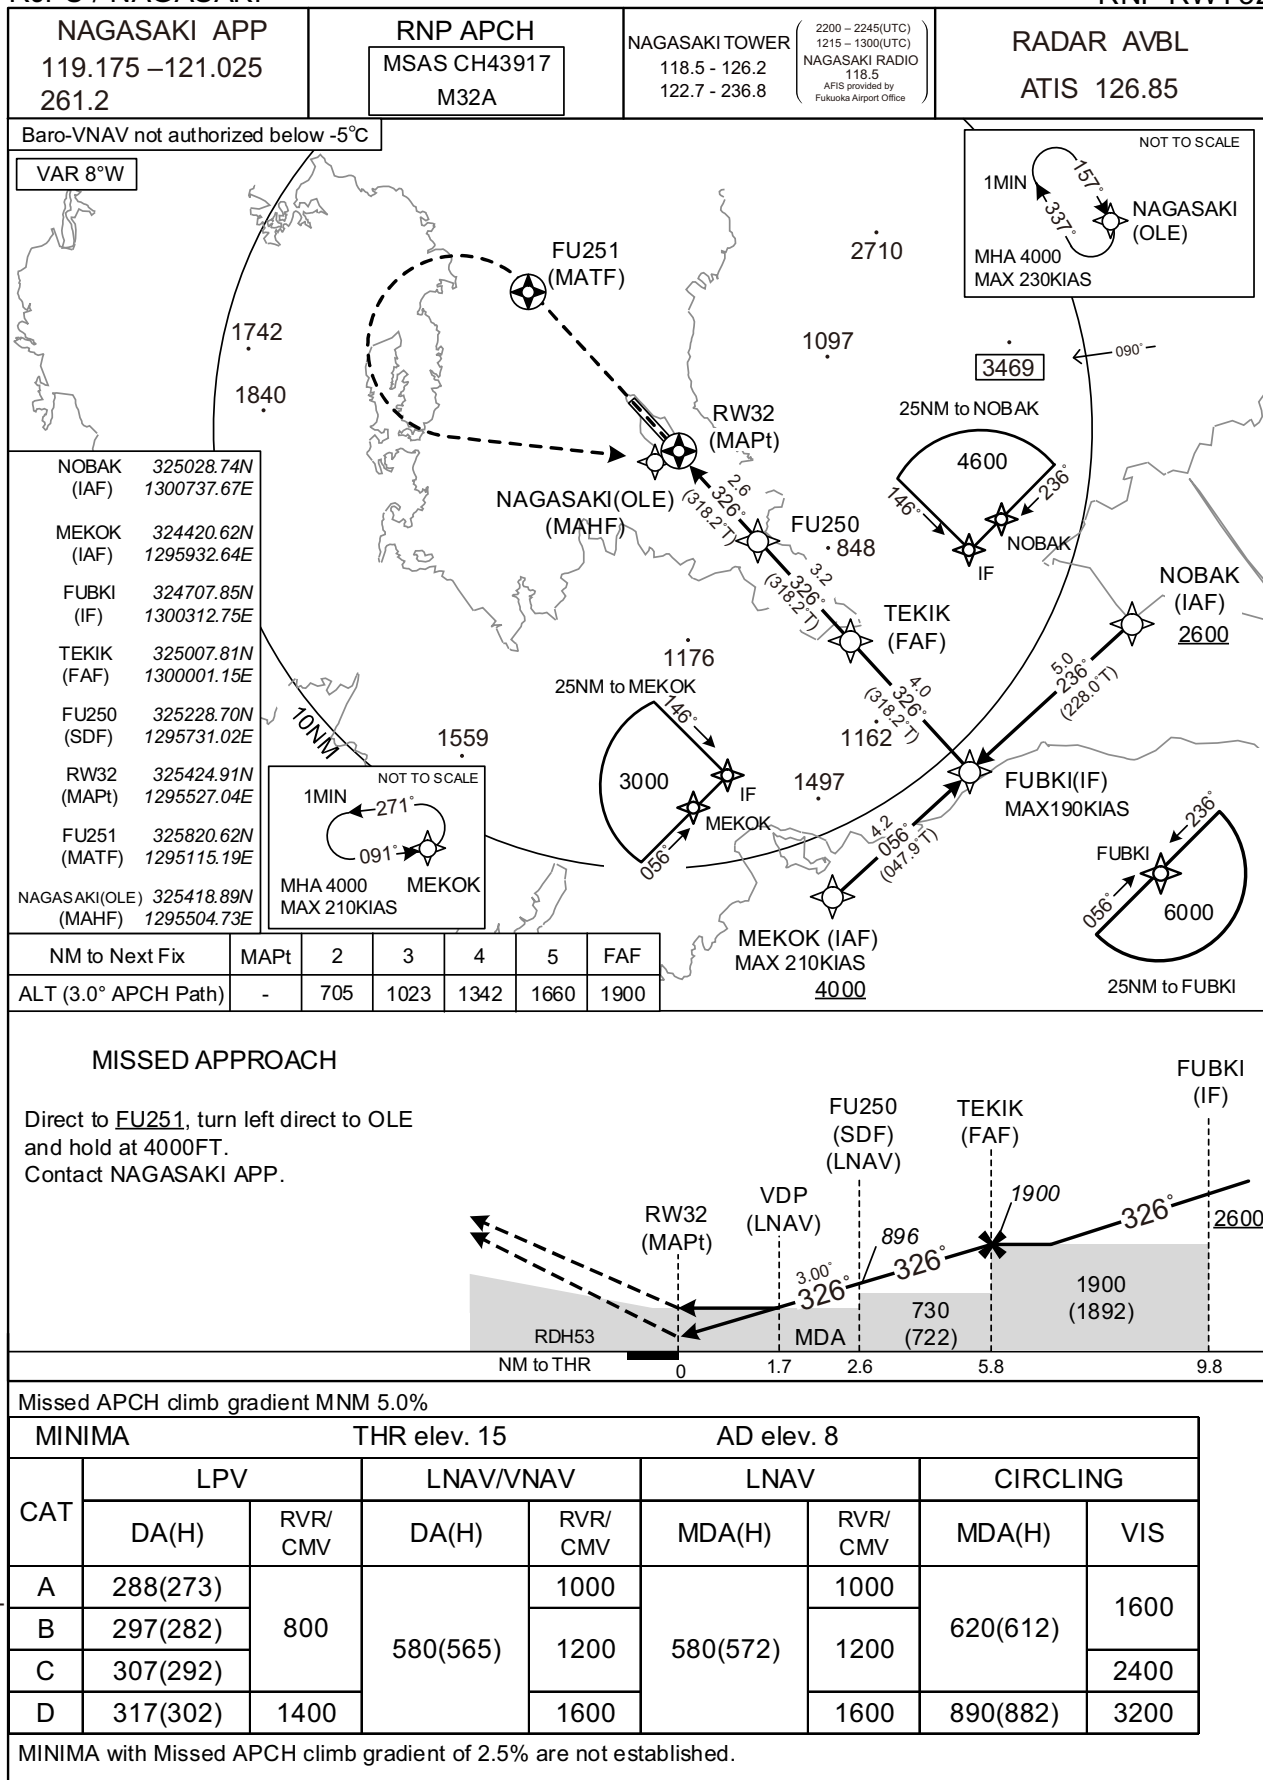 NAGASAKI APP
119.175 –121.025
261.2
RNP APCH
MSAS CH43917
M32A
NAGASAKI TOWER
118.5 - 126.2
122.7 - 236.8
2200 – 2245(UTC)
1215 – 1300(UTC)
NAGASAKI RADIO
118.5
AFIS provided by
Fukuoka Airport Office
RADAR AVBL
ATIS 126.85
Baro-VNAV not authorized below -5°C
VAR 8°W
NOT TO SCALE
1MIN
157°
337°
NAGASAKI
(OLE)
MHA 4000
MAX 230KIAS
FU251
(MATF)
2710
1742
1097
090°
3469
1840
RW32
(MAPt)
25NM to NOBAK
4600
146°
236°
NOBAK
IF
NAGASAKI(OLE)
(MAHF)
2.6
326°
(318.2°T)
FU250
848
3.2
326°
(318.2°T)
TEKIK
(FAF)
NOBAK
(IAF)
2600
5.0
236°
(228.0°T)
4.0
326°
(318.2°T)
1176
25NM to MEKOK
146°
3000
IF
MEKOK
056°
1162
1497
1559
10NM
FUBKI(IF)
MAX190KIAS
4.2
056°
(047.9°T)
MEKOK (IAF)
MAX 210KIAS
4000
236°
FUBKI
056°
6000
25NM to FUBKI
NOBAK 325028.74N
(IAF) 1300737.67E
MEKOK 324420.62N
(IAF) 1295932.64E
FUBKI 324707.85N
(IF) 1300312.75E
TEKIK 325007.81N
(FAF) 1300001.15E
FU250 325228.70N
(SDF) 1295731.02E
RW32 325424.91N
(MAPt) 1295527.04E
FU251 325820.62N
(MATF) 1295115.19E
NAGASAKI(OLE) 325418.89N
(MAHF) 1295504.73E
NOT TO SCALE
1MIN
271°
091°
MHA 4000
MAX 210KIAS
MEKOK
NM to Next Fix MAPt 2 3 4 5 FAF
ALT (3.0° APCH Path) - 705 1023 1342 1660 1900
MISSED APPROACH
Direct to FU251, turn left direct to OLE
and hold at 4000FT.
Contact NAGASAKI APP.
RW32
(MAPt)
VDP
(LNAV)
FU250
(SDF)
(LNAV)
TEKIK
(FAF)
FUBKI
(IF)
1900
896
326°
2600
3.00°
326°
326°
1900
(1892)
730
(722)
RDH53
MDA
NM to THR 0 1.7 2.6 5.8 9.8
Missed APCH climb gradient MNM 5.0%
MINIMA THR elev. 15 AD elev. 8
CAT LPV LNAV/VNAV LNAV CIRCLING
DA(H) RVR/ CMV DA(H) RVR/ CMV MDA(H) RVR/ CMV MDA(H) VIS
A 288(273) 800 580(565) 1000 580(572) 1000 620(612) 1600
B 297(282) 1200 1200
C 307(292) 2400
D 317(302) 1400 1600 1600 890(882) 3200
MINIMA with Missed APCH climb gradient of 2.5% are not established.